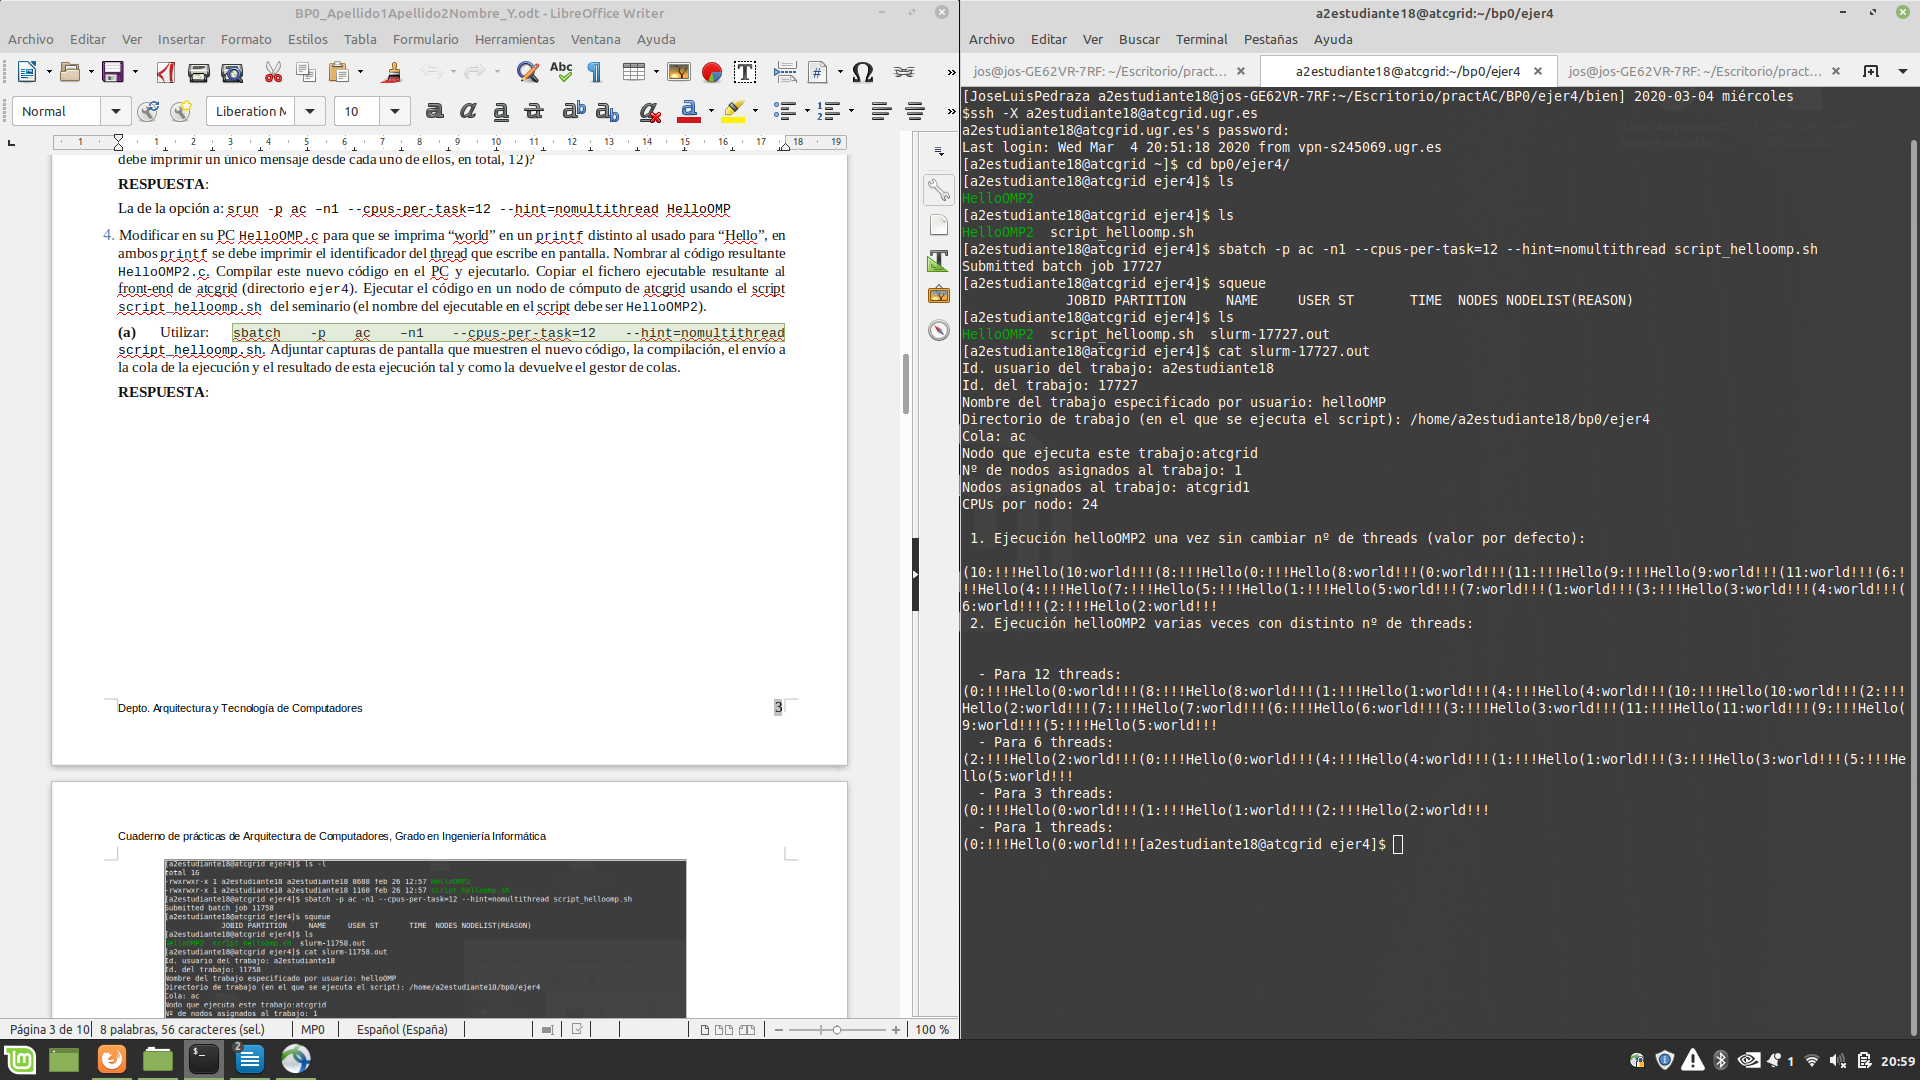 BP0_Apellido1Apellido2Nombre_Y.odt - LibreOffice Writer
Archivo Editar Ver Insertar Formato Estilos Tabla Formulario Herramientas Ventana Ayuda
Normal Liberation N 10
1 1 2 3 4 5 6 7 8 9 10 11 12 13 14 15 16 17 18 19
debe imprimir un único mensaje desde cada uno de ellos, en total, 12)?
RESPUESTA:
La de la opción a: srun -p ac –n1 --cpus-per-task=12 --hint=nomultithread HelloOMP
4. Modificar en su PC HelloOMP.c para que se imprima “world” en un printf distinto al usado para “Hello”, en
ambos printf se debe imprimir el identificador del thread que escribe en pantalla. Nombrar al código resultante
HelloOMP2.c. Compilar este nuevo código en el PC y ejecutarlo. Copiar el fichero ejecutable resultante al
front-end de atcgrid (directorio ejer4). Ejecutar el código en un nodo de cómputo de atcgrid usando el script
script_helloomp.sh del seminario (el nombre del ejecutable en el script debe ser HelloOMP2).
(a) Utilizar: sbatch -p ac –n1 --cpus-per-task=12 --hint=nomultithread
script_helloomp.sh. Adjuntar capturas de pantalla que muestren el nuevo código, la compilación, el envío a
la cola de la ejecución y el resultado de esta ejecución tal y como la devuelve el gestor de colas.
RESPUESTA:
Depto. Arquitectura y Tecnología de Computadores 3
Cuaderno de prácticas de Arquitectura de Computadores, Grado en Ingeniería Informática
[a2estudiante18@atcgrid ejer4]$ ls -l
total 16
-rwxrwxr-x 1 a2estudiante18 a2estudiante18 8688 feb 26 12:57 HelloOMP2
-rwxrwxr-x 1 a2estudiante18 a2estudiante18 1160 feb 26 12:57 script_helloomp.sh
[a2estudiante18@atcgrid ejer4]$ sbatch -p ac -n1 --cpus-per-task=12 --hint=nomultithread script_helloomp.sh
Submitted batch job 11758
[a2estudiante18@atcgrid ejer4]$ squeue
JOBID PARTITION NAME USER ST TIME NODES NODELIST(REASON)
[a2estudiante18@atcgrid ejer4]$ ls
HelloOMP2 script_helloomp.sh slurm-11758.out
[a2estudiante18@atcgrid ejer4]$ cat slurm-11758.out
Id. usuario del trabajo: a2estudiante18
Id. del trabajo: 11758
Nombre del trabajo especificado por usuario: helloOMP
Directorio de trabajo (en el que se ejecuta el script): /home/a2estudiante18/bp0/ejer4
Cola: ac
Nodo que ejecuta este trabajo:atcgrid
Nº de nodos asignados al trabajo: 1
Página 3 de 10 8 palabras, 56 caracteres (sel.) MP0 Español (España) 100 %
a2estudiante18@atcgrid:~/bp0/ejer4
Archivo Editar Ver Buscar Terminal Pestañas Ayuda
jos@jos-GE62VR-7RF: ~/Escritorio/pract... a2estudiante18@atcgrid:~/bp0/ejer4 jos@jos-GE62VR-7RF: ~/Escritorio/pract...
[JoseLuisPedraza a2estudiante18@jos-GE62VR-7RF:~/Escritorio/practAC/BP0/ejer4/bien] 2020-03-04 miércoles
$ssh -X a2estudiante18@atcgrid.ugr.es
a2estudiante18@atcgrid.ugr.es's password:
Last login: Wed Mar  4 20:51:18 2020 from vpn-s245069.ugr.es
[a2estudiante18@atcgrid ~]$ cd bp0/ejer4/
[a2estudiante18@atcgrid ejer4]$ ls
HelloOMP2
[a2estudiante18@atcgrid ejer4]$ ls
HelloOMP2  script_helloomp.sh
[a2estudiante18@atcgrid ejer4]$ sbatch -p ac -n1 --cpus-per-task=12 --hint=nomultithread script_helloomp.sh
Submitted batch job 17727
[a2estudiante18@atcgrid ejer4]$ squeue
JOBID PARTITION     NAME     USER ST       TIME  NODES NODELIST(REASON)
[a2estudiante18@atcgrid ejer4]$ ls
HelloOMP2  script_helloomp.sh  slurm-17727.out
[a2estudiante18@atcgrid ejer4]$ cat slurm-17727.out
Id. usuario del trabajo: a2estudiante18
Id. del trabajo: 17727
Nombre del trabajo especificado por usuario: helloOMP
Directorio de trabajo (en el que se ejecuta el script): /home/a2estudiante18/bp0/ejer4
Cola: ac
Nodo que ejecuta este trabajo:atcgrid
Nº de nodos asignados al trabajo: 1
Nodos asignados al trabajo: atcgrid1
CPUs por nodo: 24
1. Ejecución helloOMP2 una vez sin cambiar nº de threads (valor por defecto):
(10:!!!Hello(10:world!!!(8:!!!Hello(0:!!!Hello(8:world!!!(0:world!!!(11:!!!Hello(9:!!!Hello(9:world!!!(11:world!!!(6:!
!!Hello(4:!!!Hello(7:!!!Hello(5:!!!Hello(1:!!!Hello(5:world!!!(7:world!!!(1:world!!!(3:!!!Hello(3:world!!!(4:world!!!(
6:world!!!(2:!!!Hello(2:world!!!
2. Ejecución helloOMP2 varias veces con distinto nº de threads:
- Para 12 threads:
(0:!!!Hello(0:world!!!(8:!!!Hello(8:world!!!(1:!!!Hello(1:world!!!(4:!!!Hello(4:world!!!(10:!!!Hello(10:world!!!(2:!!!
Hello(2:world!!!(7:!!!Hello(7:world!!!(6:!!!Hello(6:world!!!(3:!!!Hello(3:world!!!(11:!!!Hello(11:world!!!(9:!!!Hello(
9:world!!!(5:!!!Hello(5:world!!!
- Para 6 threads:
(2:!!!Hello(2:world!!!(0:!!!Hello(0:world!!!(4:!!!Hello(4:world!!!(1:!!!Hello(1:world!!!(3:!!!Hello(3:world!!!(5:!!!He
llo(5:world!!!
- Para 3 threads:
(0:!!!Hello(0:world!!!(1:!!!Hello(1:world!!!(2:!!!Hello(2:world!!!
- Para 1 threads:
(0:!!!Hello(0:world!!![a2estudiante18@atcgrid ejer4]$
2 1 20:59